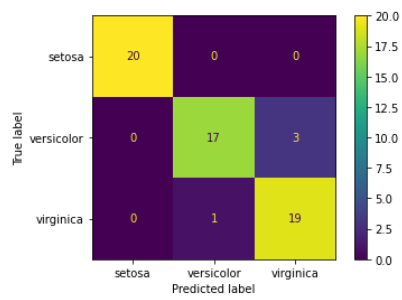 20.0
17.5
15.0
12.5
10.0
7.5
5.0
2.5
0.0
True label
setosa 20 0 0
versicolor 0 17 3
virginica 0 1 19
setosa versicolor virginica
Predicted label